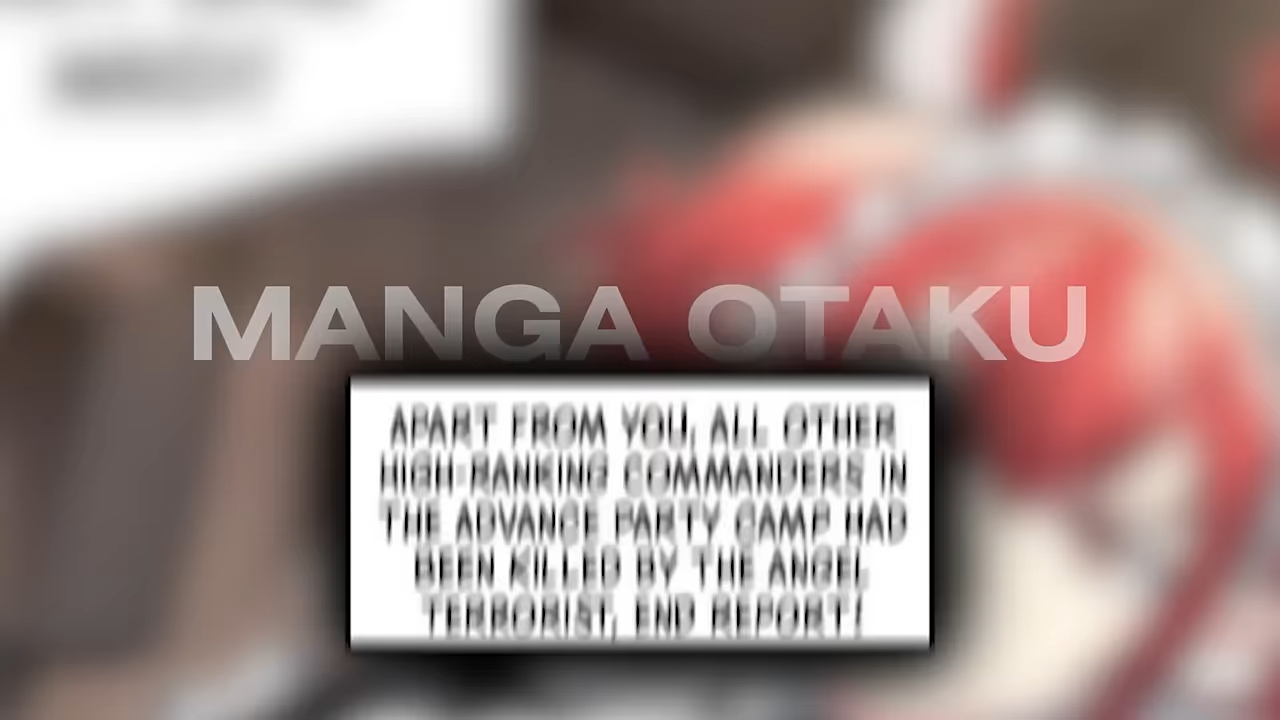 MANGA OTAKU
APART FROM YOU, ALL OTHER
HIGH-RANKING COMMANDERS IN
THE ADVANCE PARTY CAMP HAD
BEEN KILLED BY THE ANGEL
TERRORIST, END REPORT!